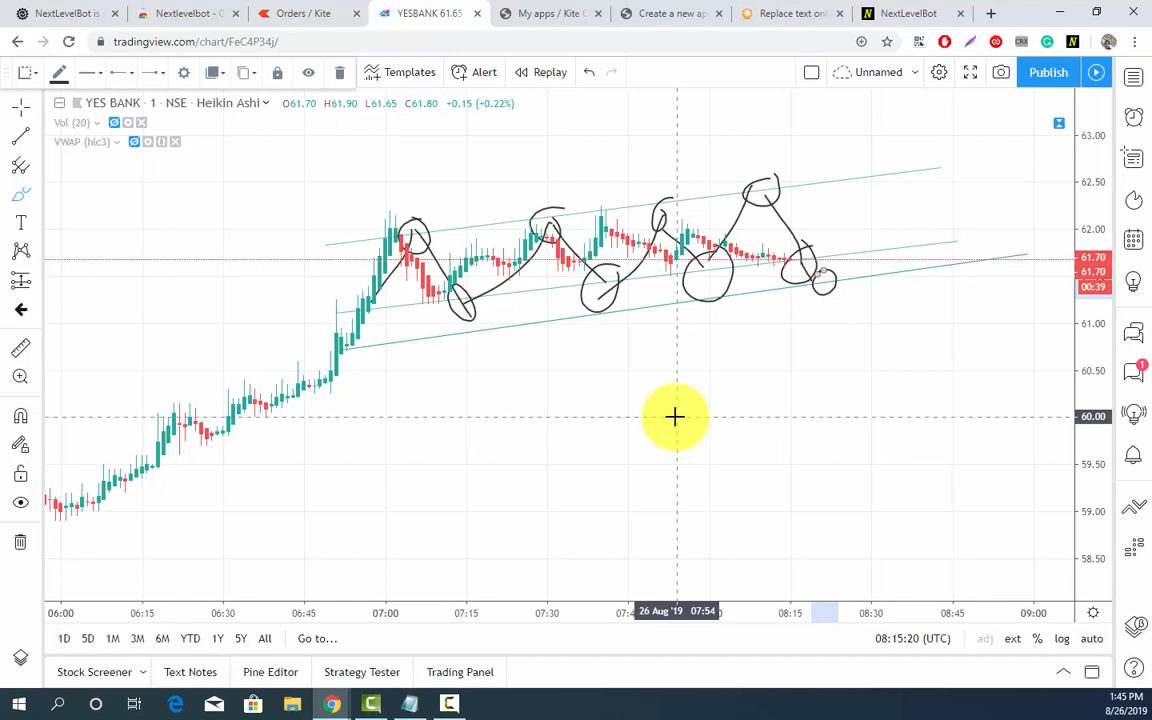 NextLevelBot is
Nextlevelbot - C
Orders / Kite
YESBANK 61.65
My apps / Kite C
Create a new ap
Replace text onl
NextLevelBot
tradingview.com/chart/FeC4P34j/
CRX
Templates
Alert
Replay
Unnamed
Publish
YES BANK · 1 · NSE · Heikin Ashi
O61.70 H61.90 L61.65 C61.80 +0.15 (+0.22%)
Vol (20)
VWAP (hlc3)
63.00
62.50
62.00
61.70
61.70
00:39
61.00
60.50
60.00
59.50
59.00
58.50
1
06:00
06:15
06:30
06:45
07:00
07:15
07:30
07:4
26 Aug '19 07:54
08:15
08:30
08:45
09:00
1D 5D 1M 3M 6M YTD 1Y 5Y All Go to...
08:15:20 (UTC) adj ext % log auto
Stock Screener
Text Notes
Pine Editor
Strategy Tester
Trading Panel
1:45 PM
8/26/2019